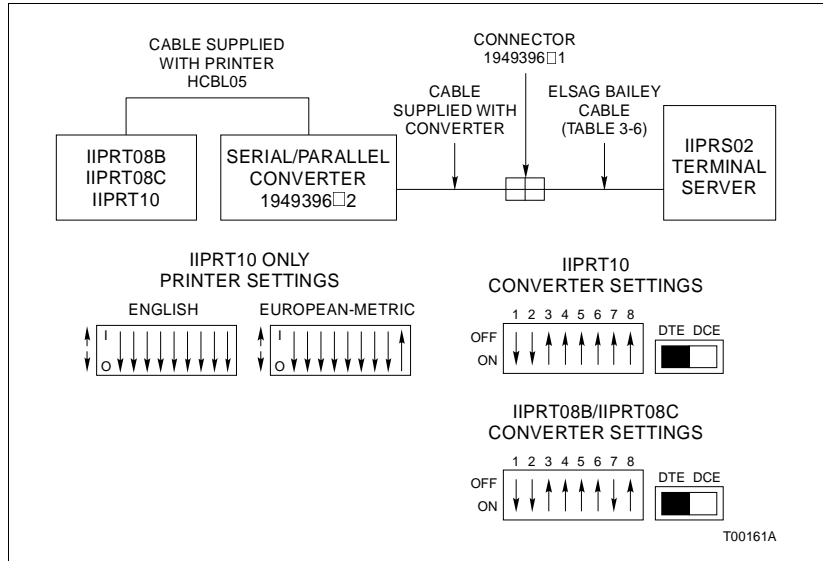 CABLE SUPPLIED
WITH PRINTER
HCBL05
CONNECTOR
1949396□1
CABLE
SUPPLIED WITH
CONVERTER
ELSAG BAILEY
CABLE
(TABLE 3-6)
IIPRT08B
IIPRT08C
IIPRT10
SERIAL/PARALLEL
CONVERTER
1949396□2
IIPRS02
TERMINAL
SERVER
IIPRT10 ONLY
PRINTER SETTINGS
ENGLISH
I
O
EUROPEAN-METRIC
I
O
IIPRT10
CONVERTER SETTINGS
1 2 3 4 5 6 7 8
OFF
ON
DTE DCE
IIPRT08B/IIPRT08C
CONVERTER SETTINGS
1 2 3 4 5 6 7 8
OFF
ON
DTE DCE
T00161A